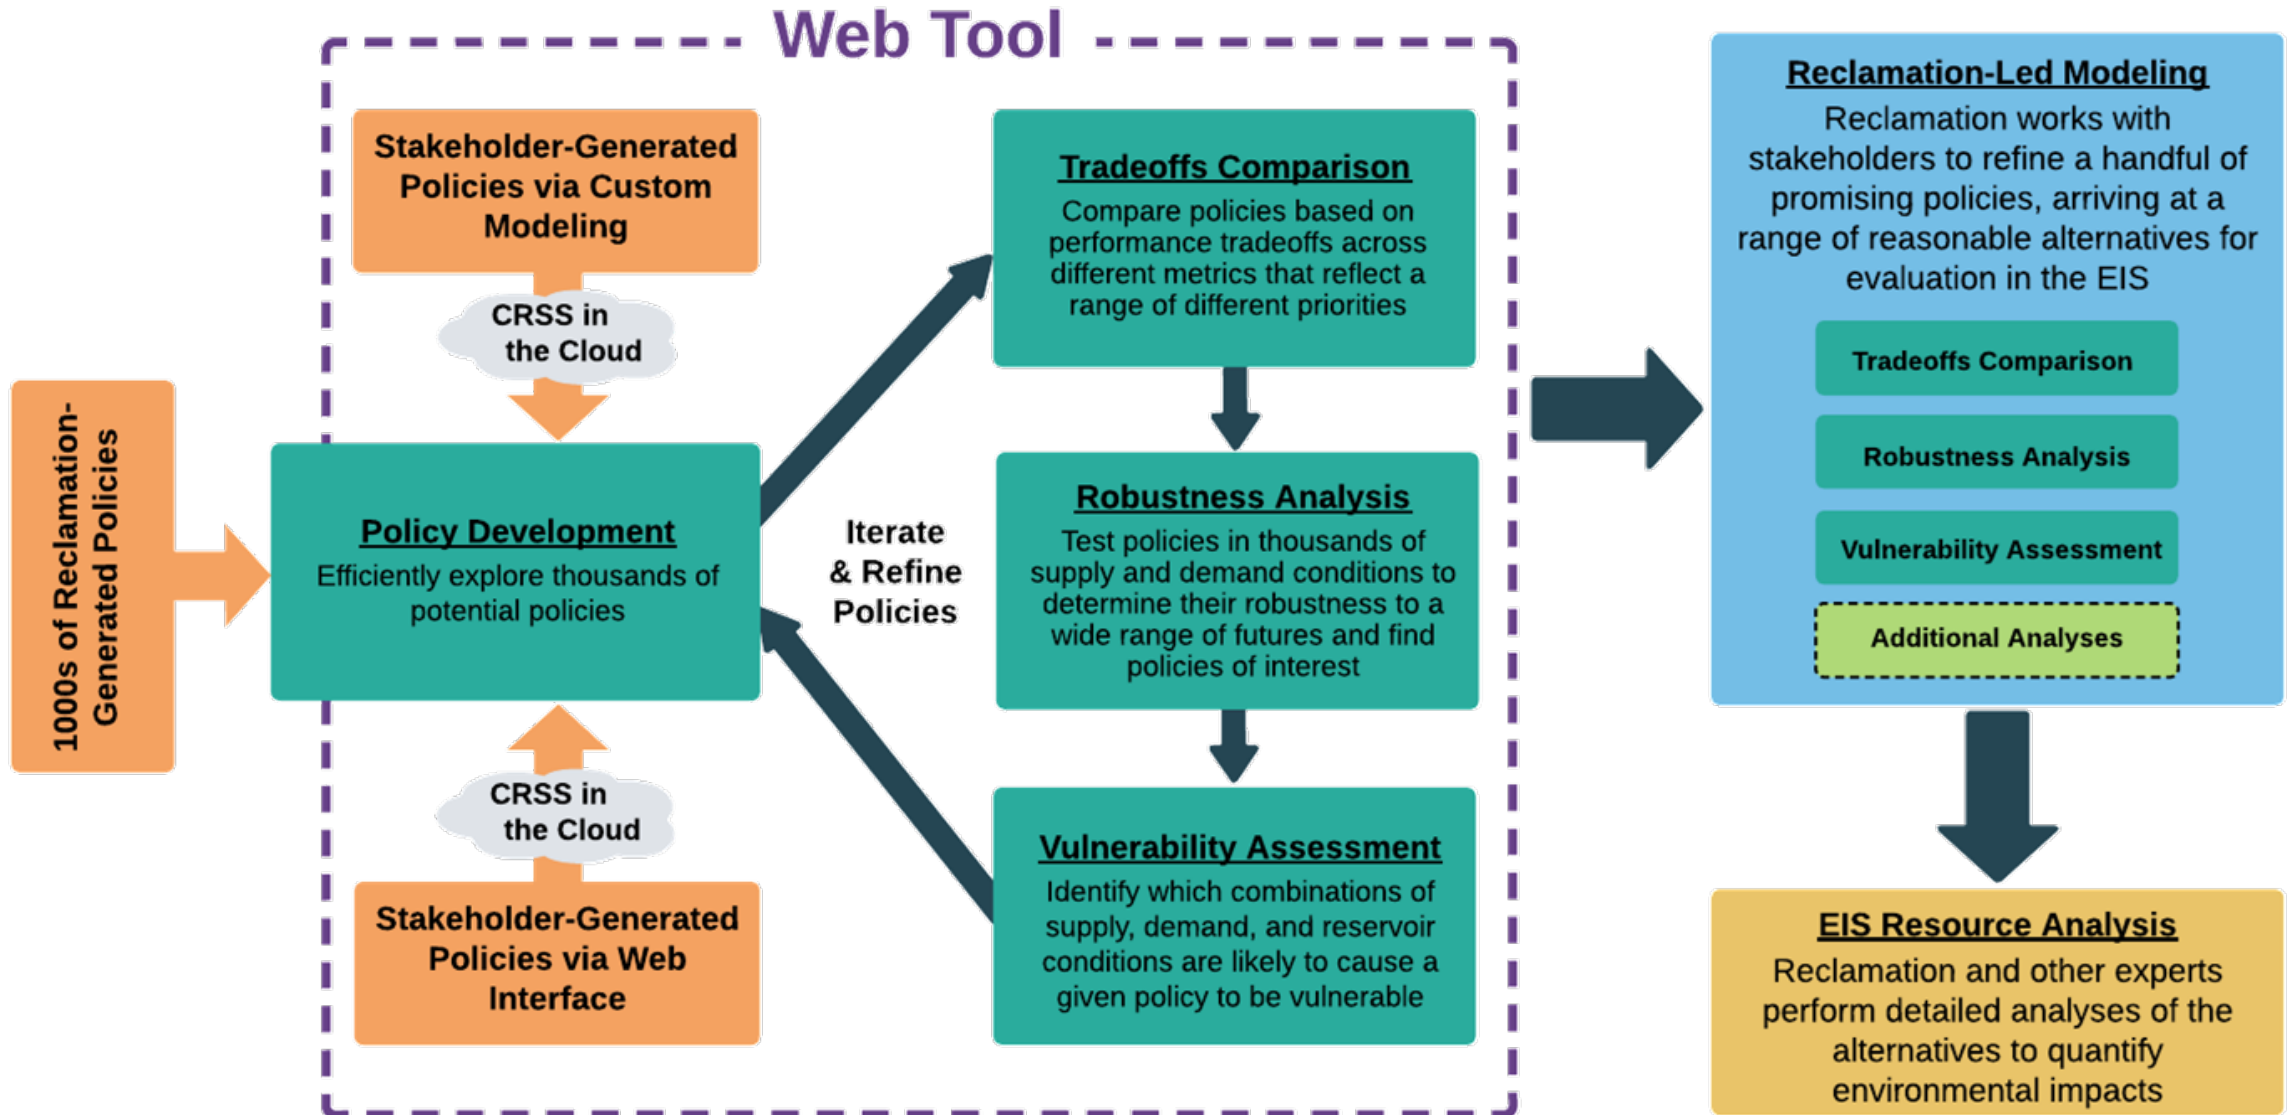 Web Tool
1000s of Reclamation-
Generated Policies
Stakeholder-Generated
Policies via Custom
Modeling
CRSS in
the Cloud
Policy Development
Efficiently explore thousands of
potential policies
CRSS in
the Cloud
Stakeholder-Generated
Policies via Web
Interface
Iterate
& Refine
Policies
Tradeoffs Comparison
Compare policies based on
performance tradeoffs across
different metrics that reflect a
range of different priorities
Robustness Analysis
Test policies in thousands of
supply and demand conditions to
determine their robustness to a
wide range of futures and find
policies of interest
Vulnerability Assessment
Identify which combinations of
supply, demand, and reservoir
conditions are likely to cause a
given policy to be vulnerable
Reclamation-Led Modeling
Reclamation works with
stakeholders to refine a handful of
promising policies, arriving at a
range of reasonable alternatives for
evaluation in the EIS
Tradeoffs Comparison
Robustness Analysis
Vulnerability Assessment
Additional Analyses
EIS Resource Analysis
Reclamation and other experts
perform detailed analyses of the
alternatives to quantify
environmental impacts